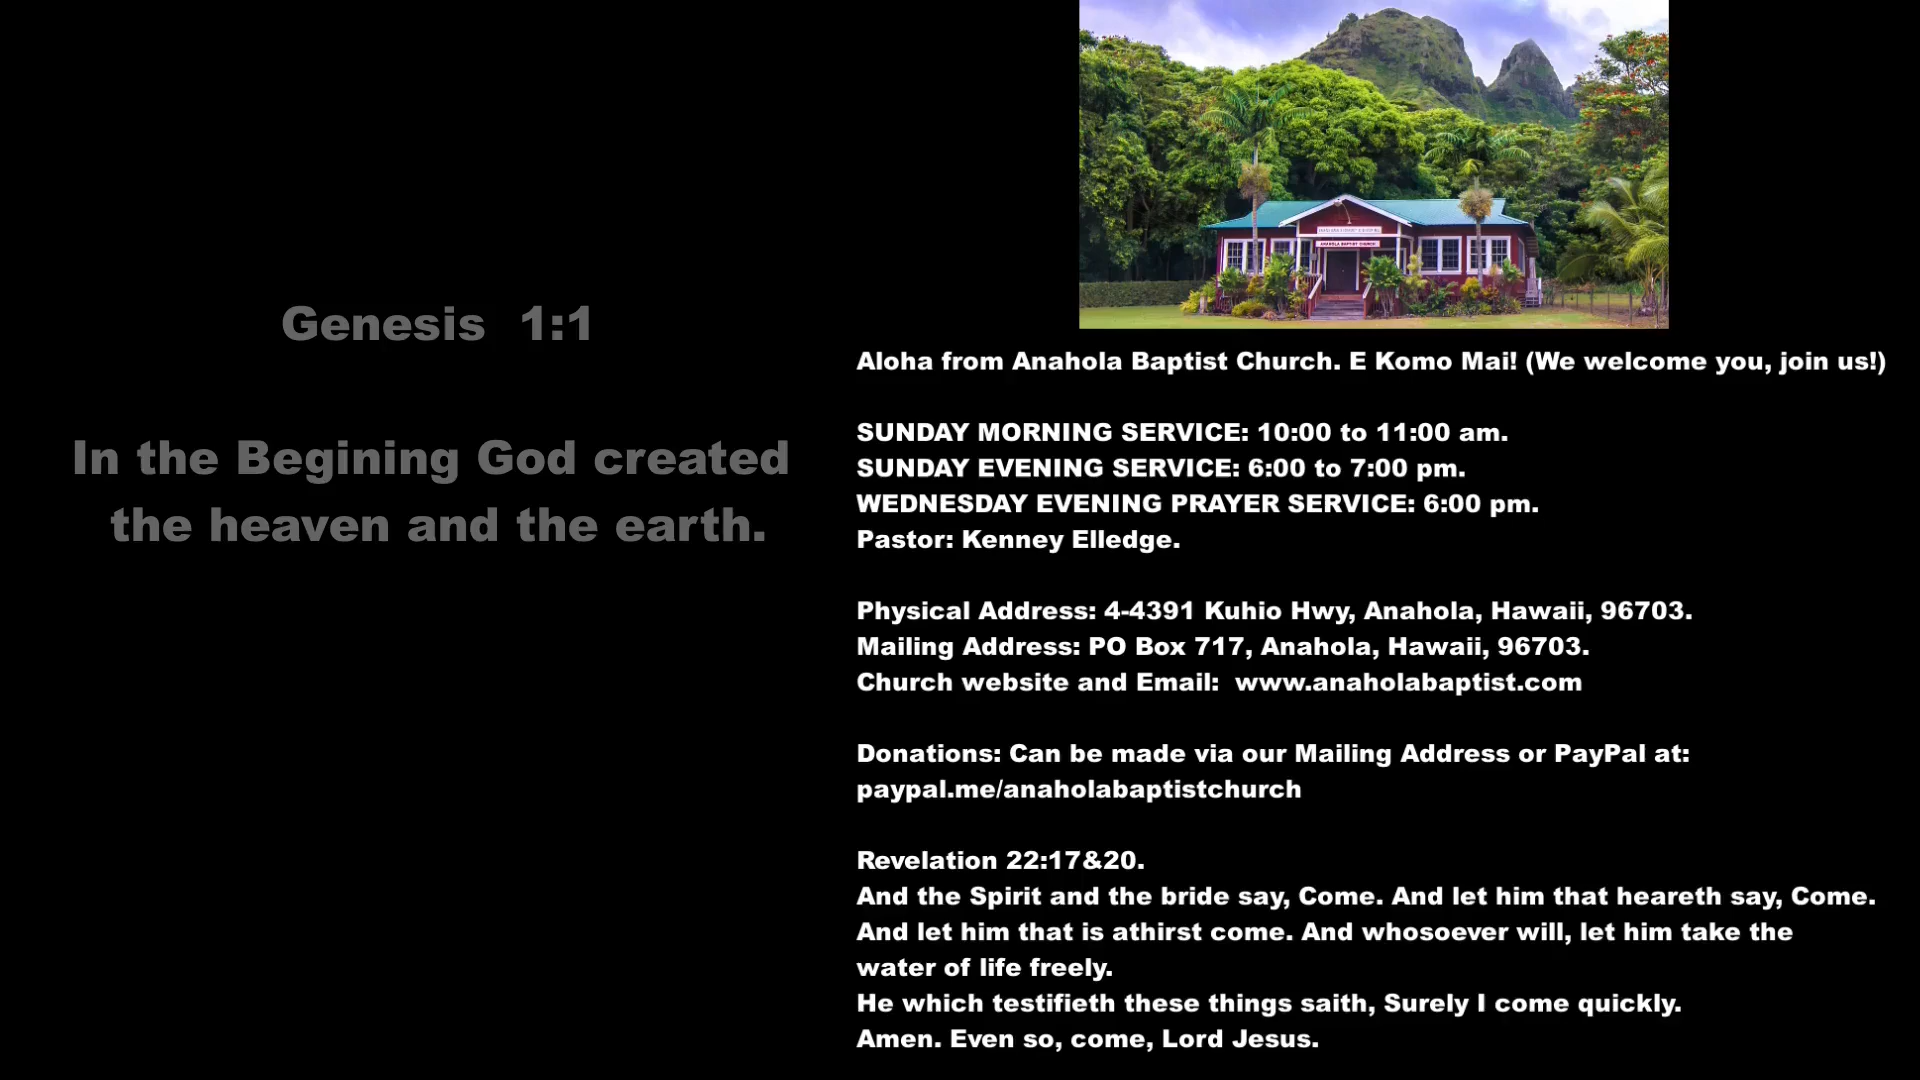 Genesis  1:1
In the Begining God created
the heaven and the earth.
ANAHOLA BAPTIST CHURCH
Aloha from Anahola Baptist Church. E Komo Mai! (We welcome you, join us!)
SUNDAY MORNING SERVICE: 10:00 to 11:00 am.
SUNDAY EVENING SERVICE: 6:00 to 7:00 pm.
WEDNESDAY EVENING PRAYER SERVICE: 6:00 pm.
Pastor: Kenney Elledge.
Physical Address: 4-4391 Kuhio Hwy, Anahola, Hawaii, 96703.
Mailing Address: PO Box 717, Anahola, Hawaii, 96703.
Church website and Email:  www.anaholabaptist.com
Donations: Can be made via our Mailing Address or PayPal at:
paypal.me/anaholabaptistchurch
Revelation 22:17&20.
And the Spirit and the bride say, Come. And let him that heareth say, Come.
And let him that is athirst come. And whosoever will, let him take the
water of life freely.
He which testifieth these things saith, Surely I come quickly.
Amen. Even so, come, Lord Jesus.